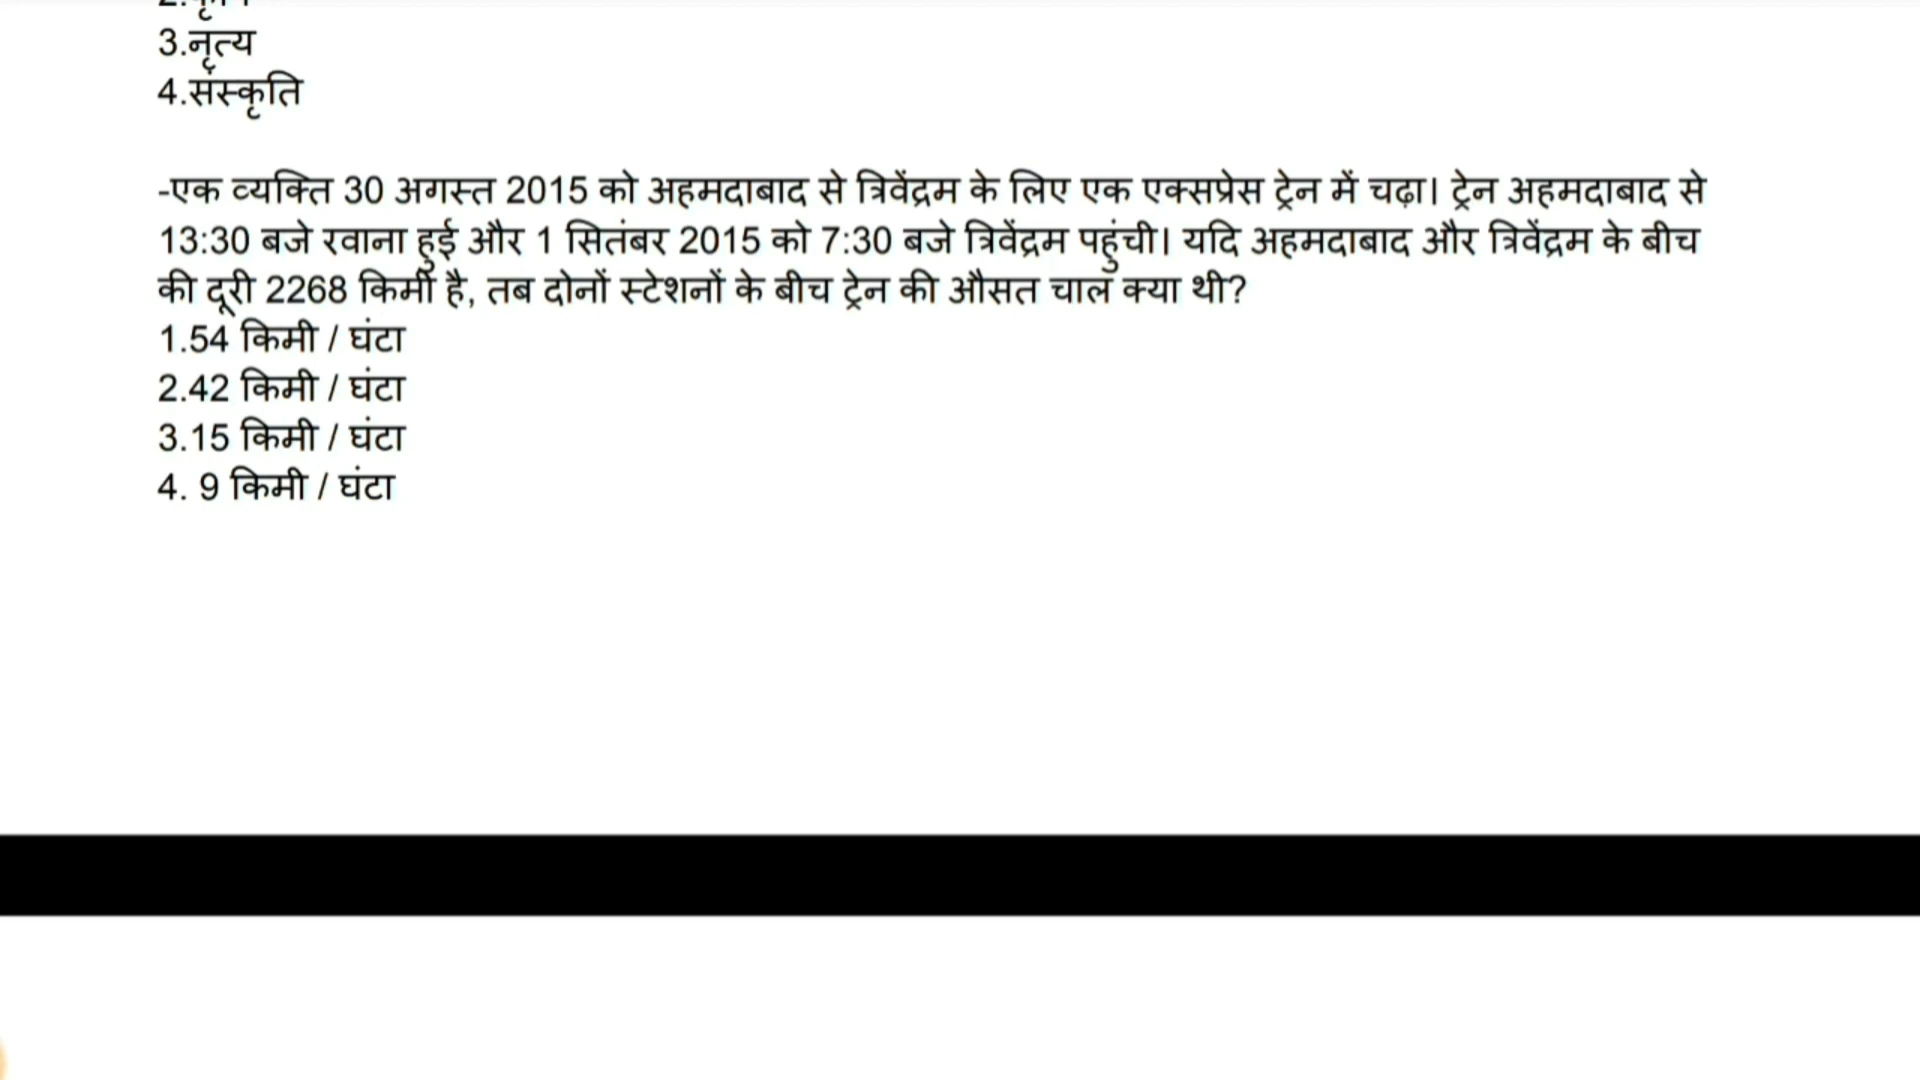 3.नृत्य
4.संस्कृति
-एक व्यक्ति 30 अगस्त 2015 को अहमदाबाद से त्रिवेंद्रम के लिए एक एक्सप्रेस ट्रेन में चढ़ा। ट्रेन अहमदाबाद से
13:30 बजे रवाना हुई और 1 सितंबर 2015 को 7:30 बजे त्रिवेंद्रम पहुंची। यदि अहमदाबाद और त्रिवेंद्रम के बीच
की दूरी 2268 किमी है, तब दोनों स्टेशनों के बीच ट्रेन की औसत चाल क्या थी?
1.54 किमी / घंटा
2.42 किमी / घंटा
3.15 किमी / घंटा
4. 9 किमी / घंटा